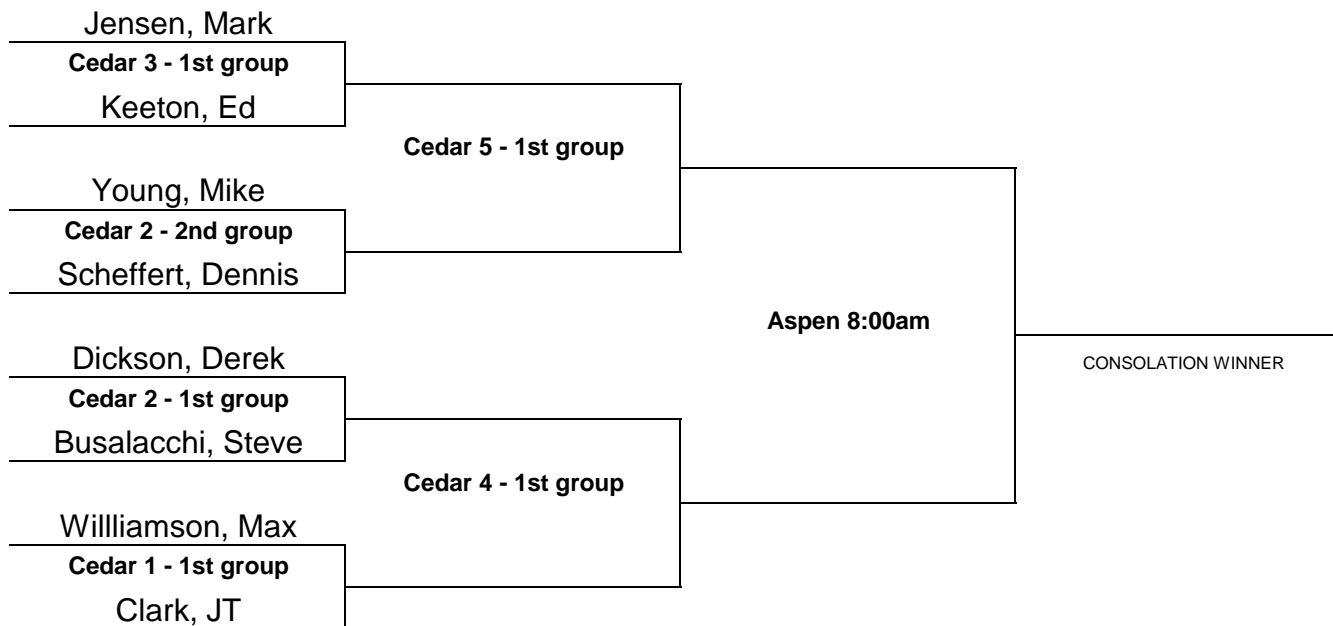 Jensen, Mark
Cedar 3 - 1st group
Keeton, Ed
Cedar 5 - 1st group
Young, Mike
Cedar 2 - 2nd group
Scheffert, Dennis
Aspen 8:00am
Dickson, Derek
CONSOLATION WINNER
Cedar 2 - 1st group
Busalacchi, Steve
Cedar 4 - 1st group
Willliamson, Max
Cedar 1 - 1st group
Clark, JT